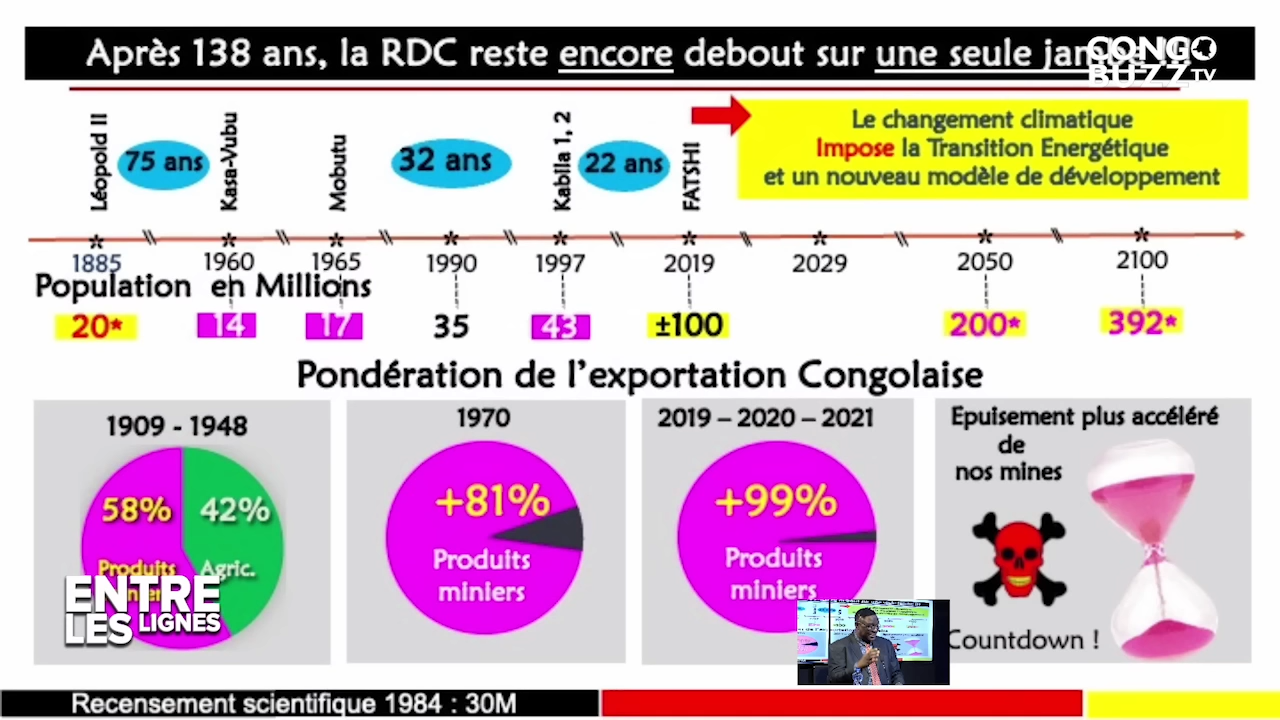 Après 138 ans, la RDC reste encore debout sur une seule
CONGO
BUZZ TV
Léopold II
75 ans
Kasa-Vubu
Mobutu
32 ans
Kabila 1, 2
22 ans
FATSHI
Le changement climatique
Impose la Transition Energétique
et un nouveau modèle de développement
1885 1960 1965 1990 1997 2019 2029 2050 2100
Population en Millions
20* 14 17 35 43 ±100 200* 392*
Pondération de l'exportation Congolaise
1909 - 1948
58% 42%
Produits
Agric.
ENTRE
LES LIGNES
1970
+81%
Produits
miniers
2019 – 2020 – 2021
+99%
Produits
miniers
Epuisement plus accéléré
de
nos mines
Countdown !
Recensement scientifique 1984 : 30M